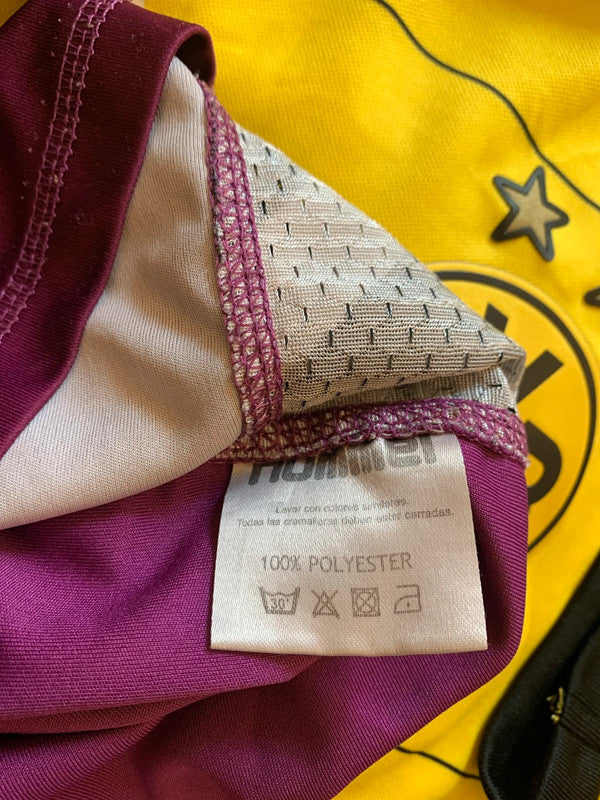 hummel
Lavar con colores similares.
Todas las cremalleras deben estar cerradas.
100% POLYESTER
30°